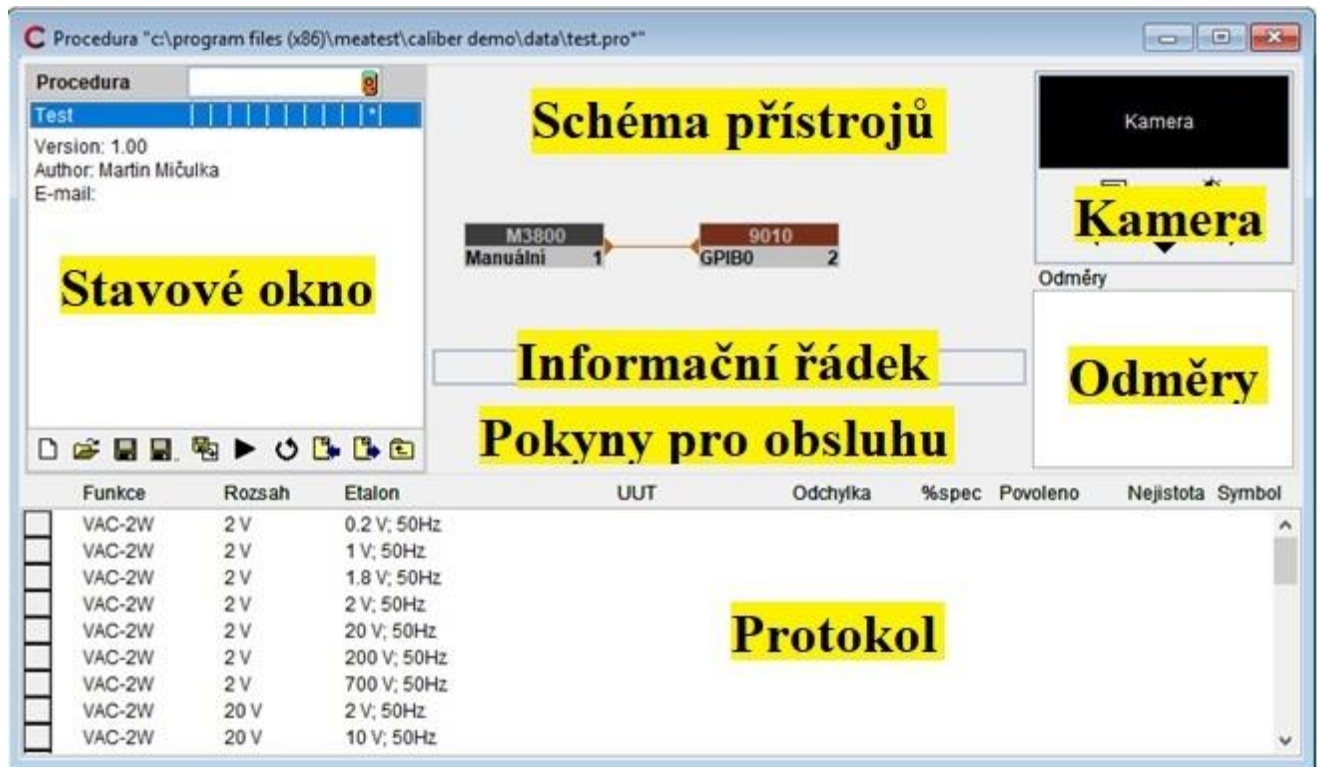 Procedura "c:\program files (x86)\meatest\caliber demo\data\test.pro*"
Procedura
Test *
Version: 1.00
Author: Martin Mičulka
E-mail:
Stavové okno
Schéma přístrojů
M3800
Manuální 1
9010
GPIB0 2
Informační řádek
Pokyny pro obsluhu
Kamera
Kamera
Odměry
Odměry
Funkce Rozsah Etalon UUT Odchylka %spec Povoleno Nejistota Symbol
VAC-2W 2 V 0.2 V; 50Hz
VAC-2W 2 V 1 V; 50Hz
VAC-2W 2 V 1.8 V; 50Hz
VAC-2W 2 V 2 V; 50Hz
VAC-2W 2 V 20 V; 50Hz
VAC-2W 2 V 200 V; 50Hz
VAC-2W 2 V 700 V; 50Hz
VAC-2W 20 V 2 V; 50Hz
VAC-2W 20 V 10 V; 50Hz
Protokol